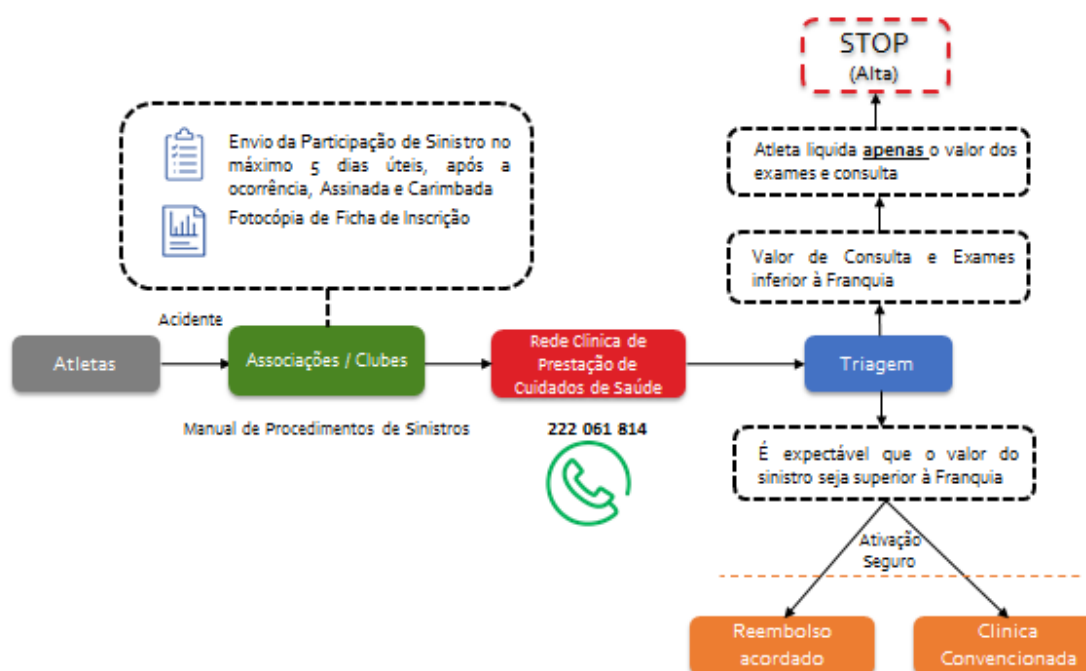 STOP
(Alta)
Envio da Participação de Sinistro no
máximo 5 dias úteis, após a
ocorrência, Assinada e Carimbada
Fotocópia de Ficha de Inscrição
Atleta liquida apenas o valor dos
exames e consulta
Valor de Consulta e Exames
inferior à Franquia
Acidente
Atletas
Associações / Clubes
Rede Clinica de
Prestação de
Cuidados de Saúde
Triagem
Manual de Procedimentos de Sinistros
222 061 814
É expectável que o valor do
sinistro seja superior à Franquia
Ativação
Seguro
Reembolso
acordado
Clinica
Convencionada